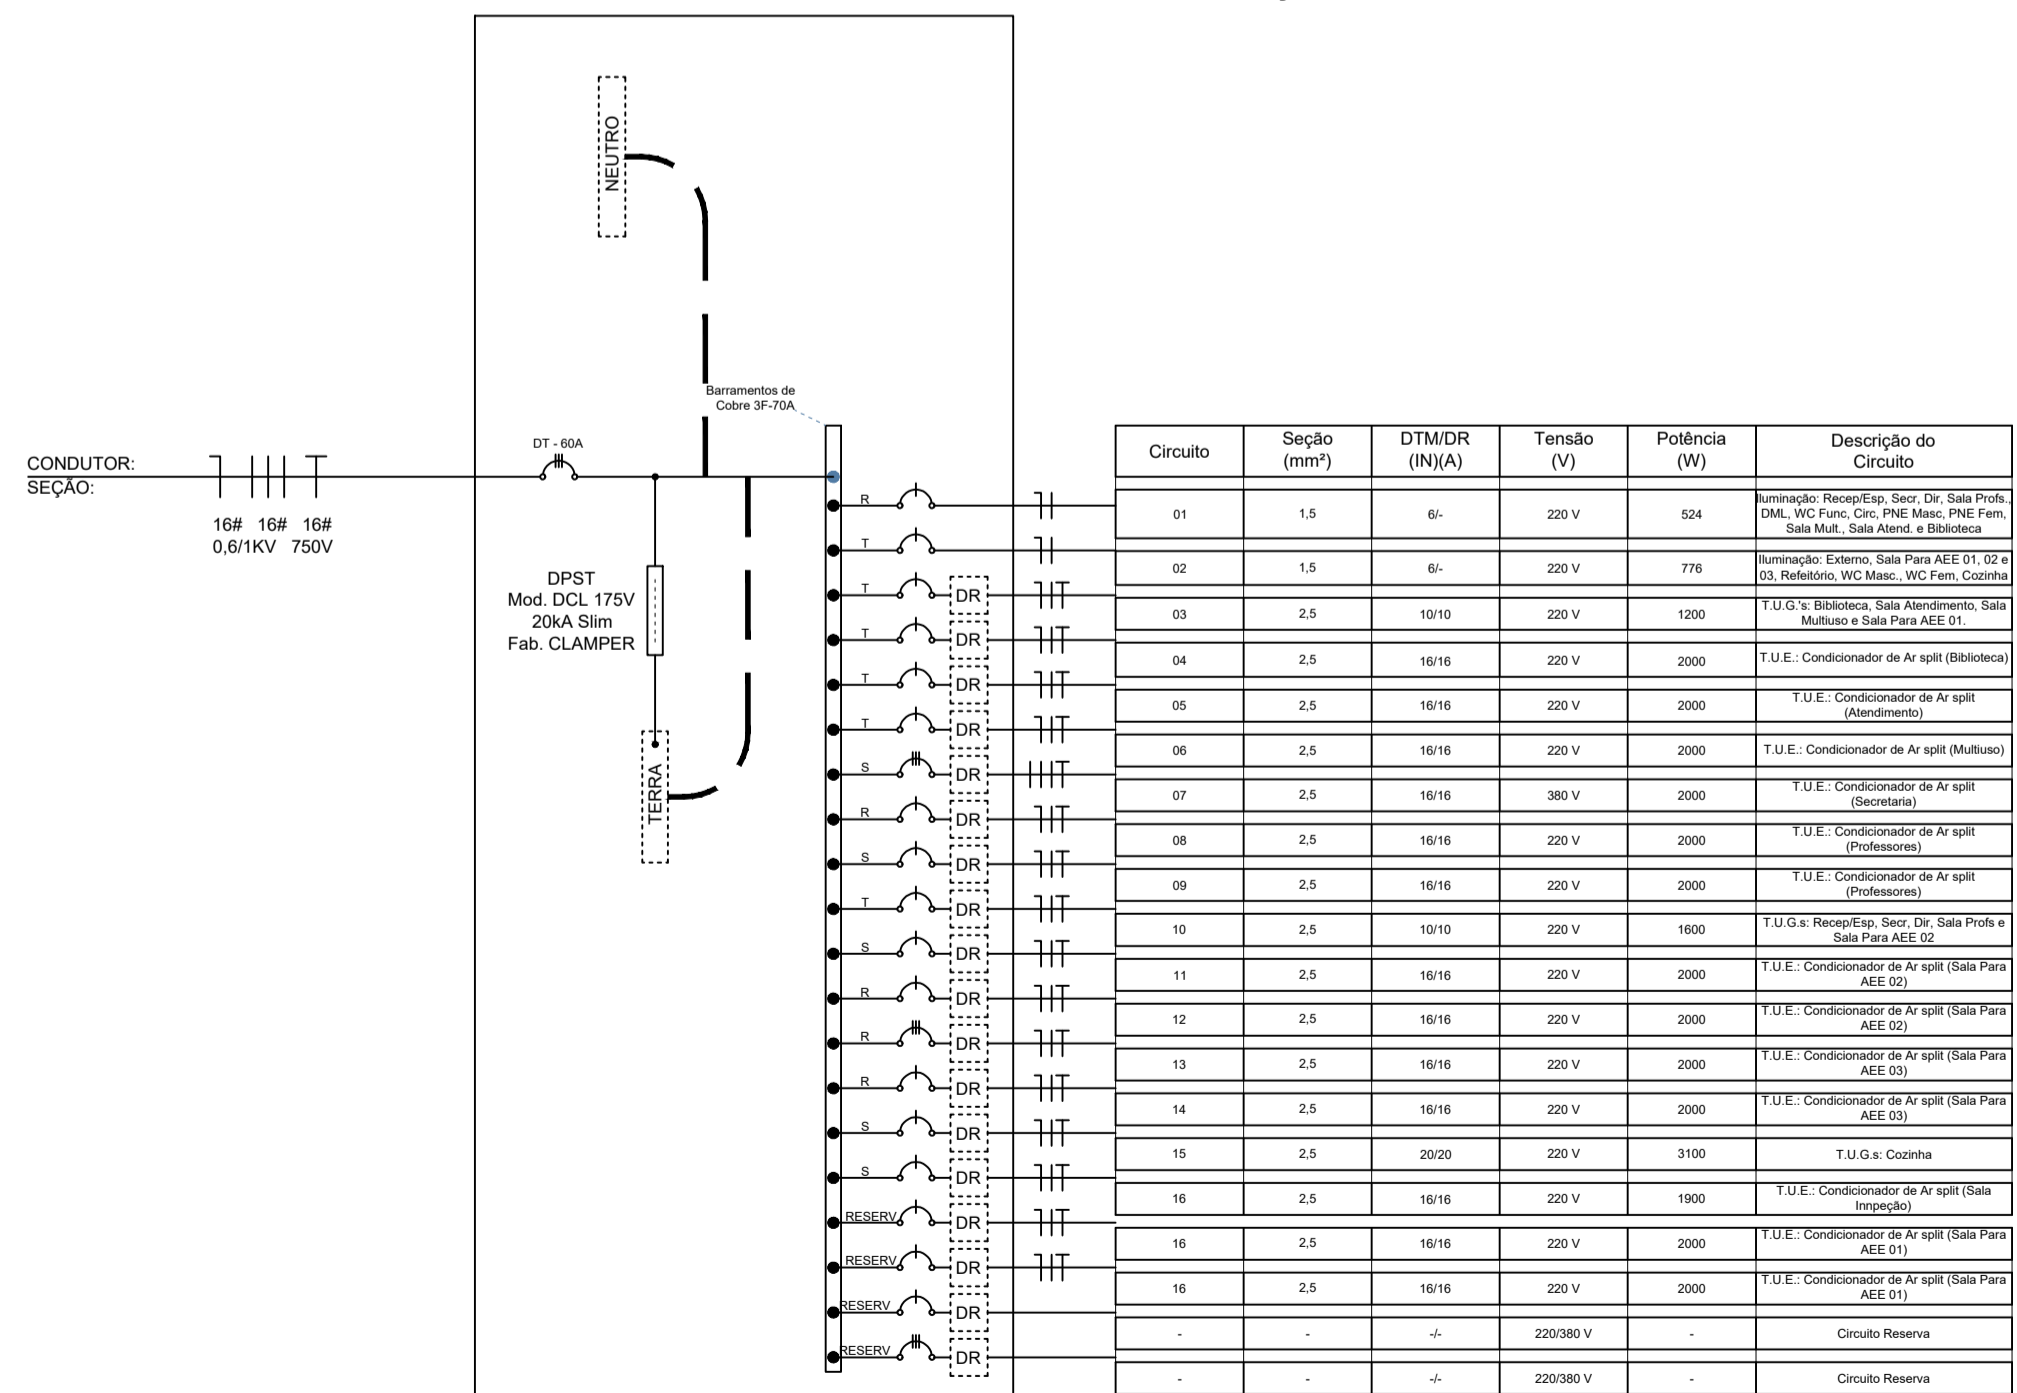 NEUTRO
Barramentos de
Cobre 3F-70A
DT - 60A
CONDUTOR:
SEÇÃO:
16# 16# 16#
0,6/1KV 750V
DPST
Mod. DCL 175V
20kA Slim
Fab. CLAMPER
TERRA
R
T
T DR
T DR
T DR
T DR
S DR
R DR
S DR
T DR
S DR
R DR
R DR
R DR
S DR
S DR
RESERV DR
RESERV DR
RESERV DR
RESERV DR
Circuito Seção (mm²) DTM/DR (IN)(A) Tensão (V) Potência (W) Descrição do Circuito
01 1,5 6/- 220 V 524 Iluminação: Recep/Esp, Secr, Dir, Sala Profs.,
DML, WC Func, Circ, PNE Masc, PNE Fem,
Sala Mult., Sala Atend. e Biblioteca
02 1,5 6/- 220 V 776 Iluminação: Externo, Sala Para AEE 01, 02 e
03, Refeitório, WC Masc., WC Fem, Cozinha
03 2,5 10/10 220 V 1200 T.U.G.'s: Biblioteca, Sala Atendimento, Sala
Multiuso e Sala Para AEE 01.
04 2,5 16/16 220 V 2000 T.U.E.: Condicionador de Ar split (Biblioteca)
05 2,5 16/16 220 V 2000 T.U.E.: Condicionador de Ar split
(Atendimento)
06 2,5 16/16 220 V 2000 T.U.E.: Condicionador de Ar split (Multiuso)
07 2,5 16/16 380 V 2000 T.U.E.: Condicionador de Ar split
(Secretaria)
08 2,5 16/16 220 V 2000 T.U.E.: Condicionador de Ar split
(Professores)
09 2,5 16/16 220 V 2000 T.U.E.: Condicionador de Ar split
(Professores)
10 2,5 10/10 220 V 1600 T.U.G.s: Recep/Esp, Secr, Dir, Sala Profs e
Sala Para AEE 02
11 2,5 16/16 220 V 2000 T.U.E.: Condicionador de Ar split (Sala Para
AEE 02)
12 2,5 16/16 220 V 2000 T.U.E.: Condicionador de Ar split (Sala Para
AEE 02)
13 2,5 16/16 220 V 2000 T.U.E.: Condicionador de Ar split (Sala Para
AEE 03)
14 2,5 16/16 220 V 2000 T.U.E.: Condicionador de Ar split (Sala Para
AEE 03)
15 2,5 20/20 220 V 3100 T.U.G.s: Cozinha
16 2,5 16/16 220 V 1900 T.U.E.: Condicionador de Ar split (Sala
Innpeção)
16 2,5 16/16 220 V 2000 T.U.E.: Condicionador de Ar split (Sala Para
AEE 01)
16 2,5 16/16 220 V 2000 T.U.E.: Condicionador de Ar split (Sala Para
AEE 01)
- - -/- 220/380 V - Circuito Reserva
- - -/- 220/380 V - Circuito Reserva